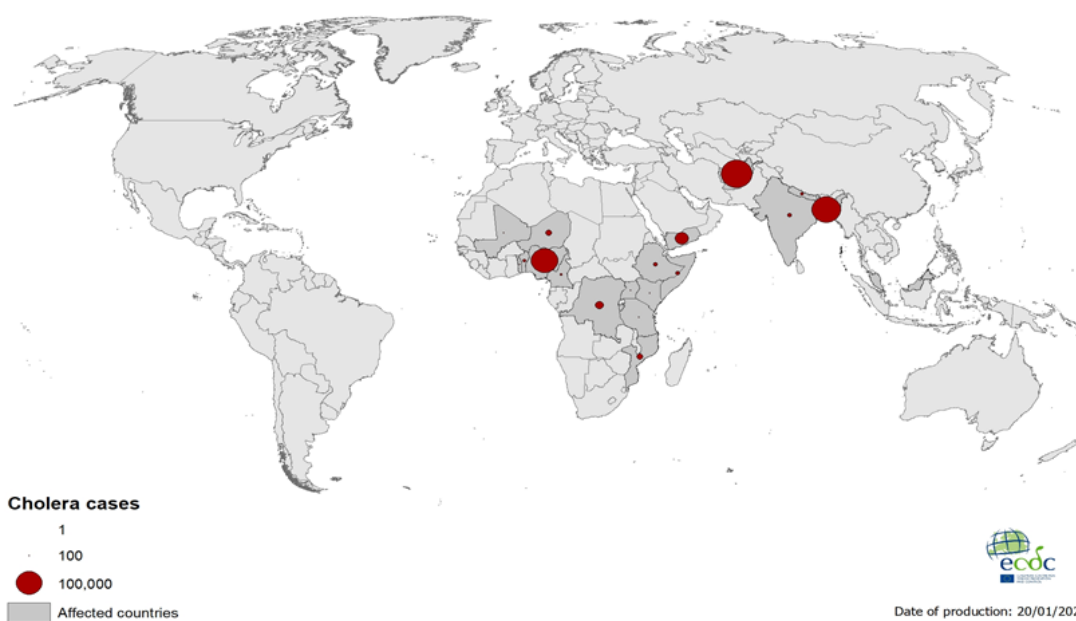 Cholera cases
1
100
100,000
Affected countries
ecdc
Date of production: 20/01/202